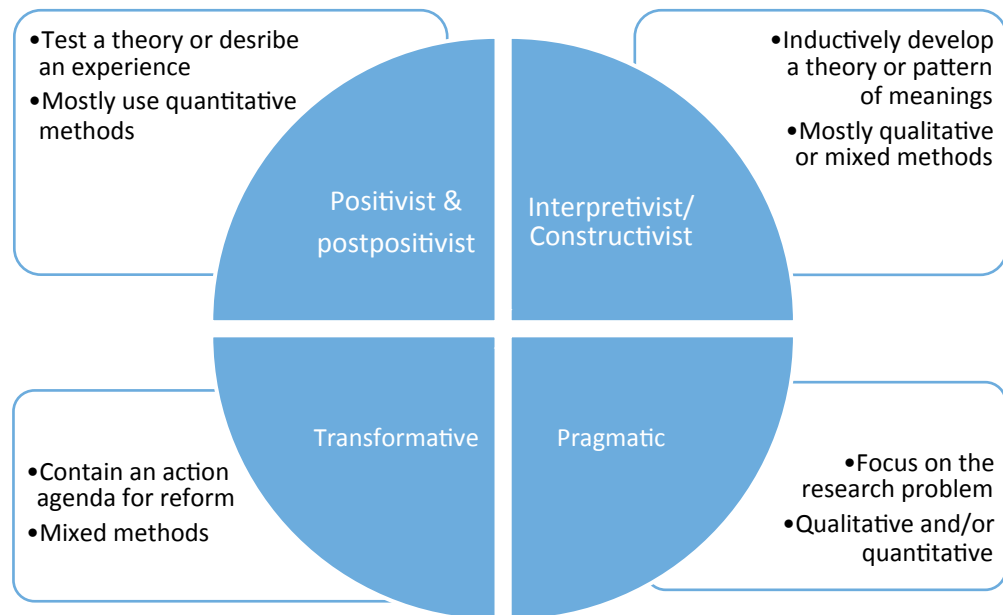 •Test a theory or desribe
an experience
•Mostly use quantitative
methods
•Inductively develop
a theory or pattern
of meanings
•Mostly qualitative
or mixed methods
Positivist &
postpositivist
Interpretivist/
Constructivist
Transformative
Pragmatic
•Contain an action
agenda for reform
•Mixed methods
•Focus on the
research problem
•Qualitative and/or
quantitative